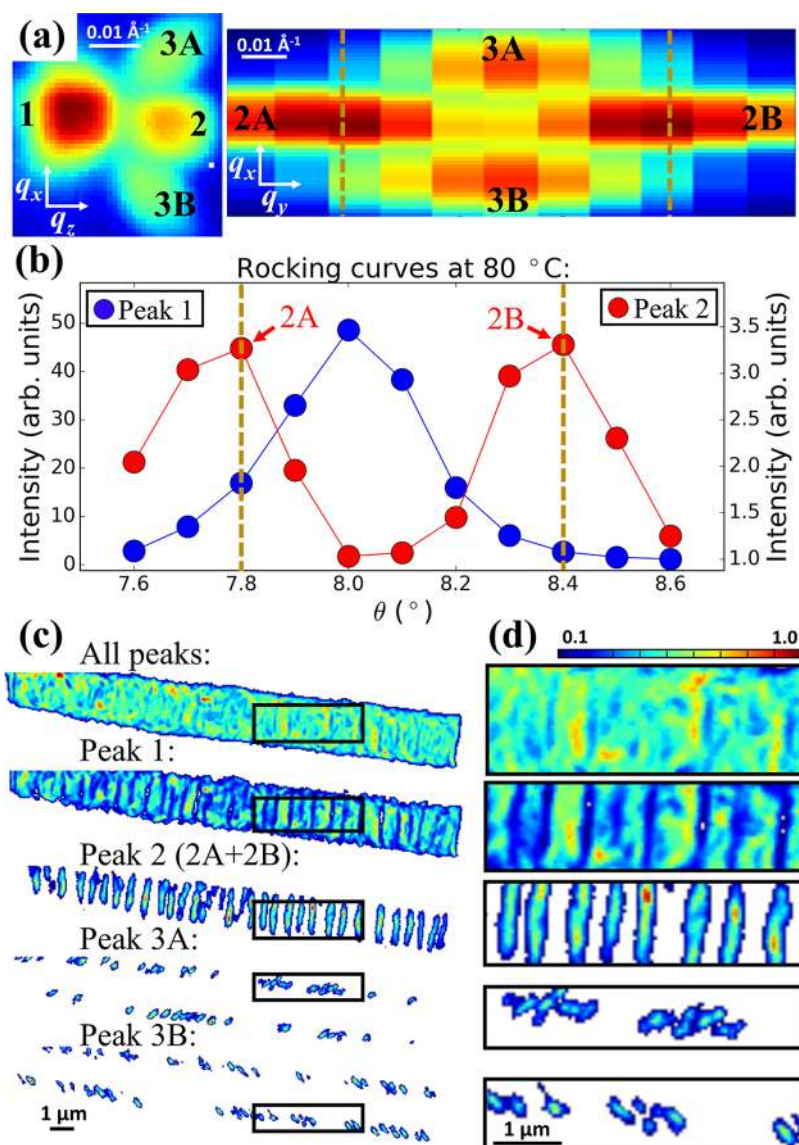 (a) 0.01 Å⁻¹ 3A 0.01 Å⁻¹ 3A
1 2 2A 2B
qx qz 3B qx qy 3B
(b) Rocking curves at 80 °C:
Peak 1 2A 2B Peak 2
Intensity (arb. units)
50
40
30
20
10
0
Intensity (arb. units)
3.5
3.0
2.5
2.0
1.5
1.0
7.6 7.8 8.0 8.2 8.4 8.6
θ (°)
(c) (d)
0.1 1.0
All peaks:
Peak 1:
Peak 2 (2A+2B):
Peak 3A:
Peak 3B:
1 µm 1 µm